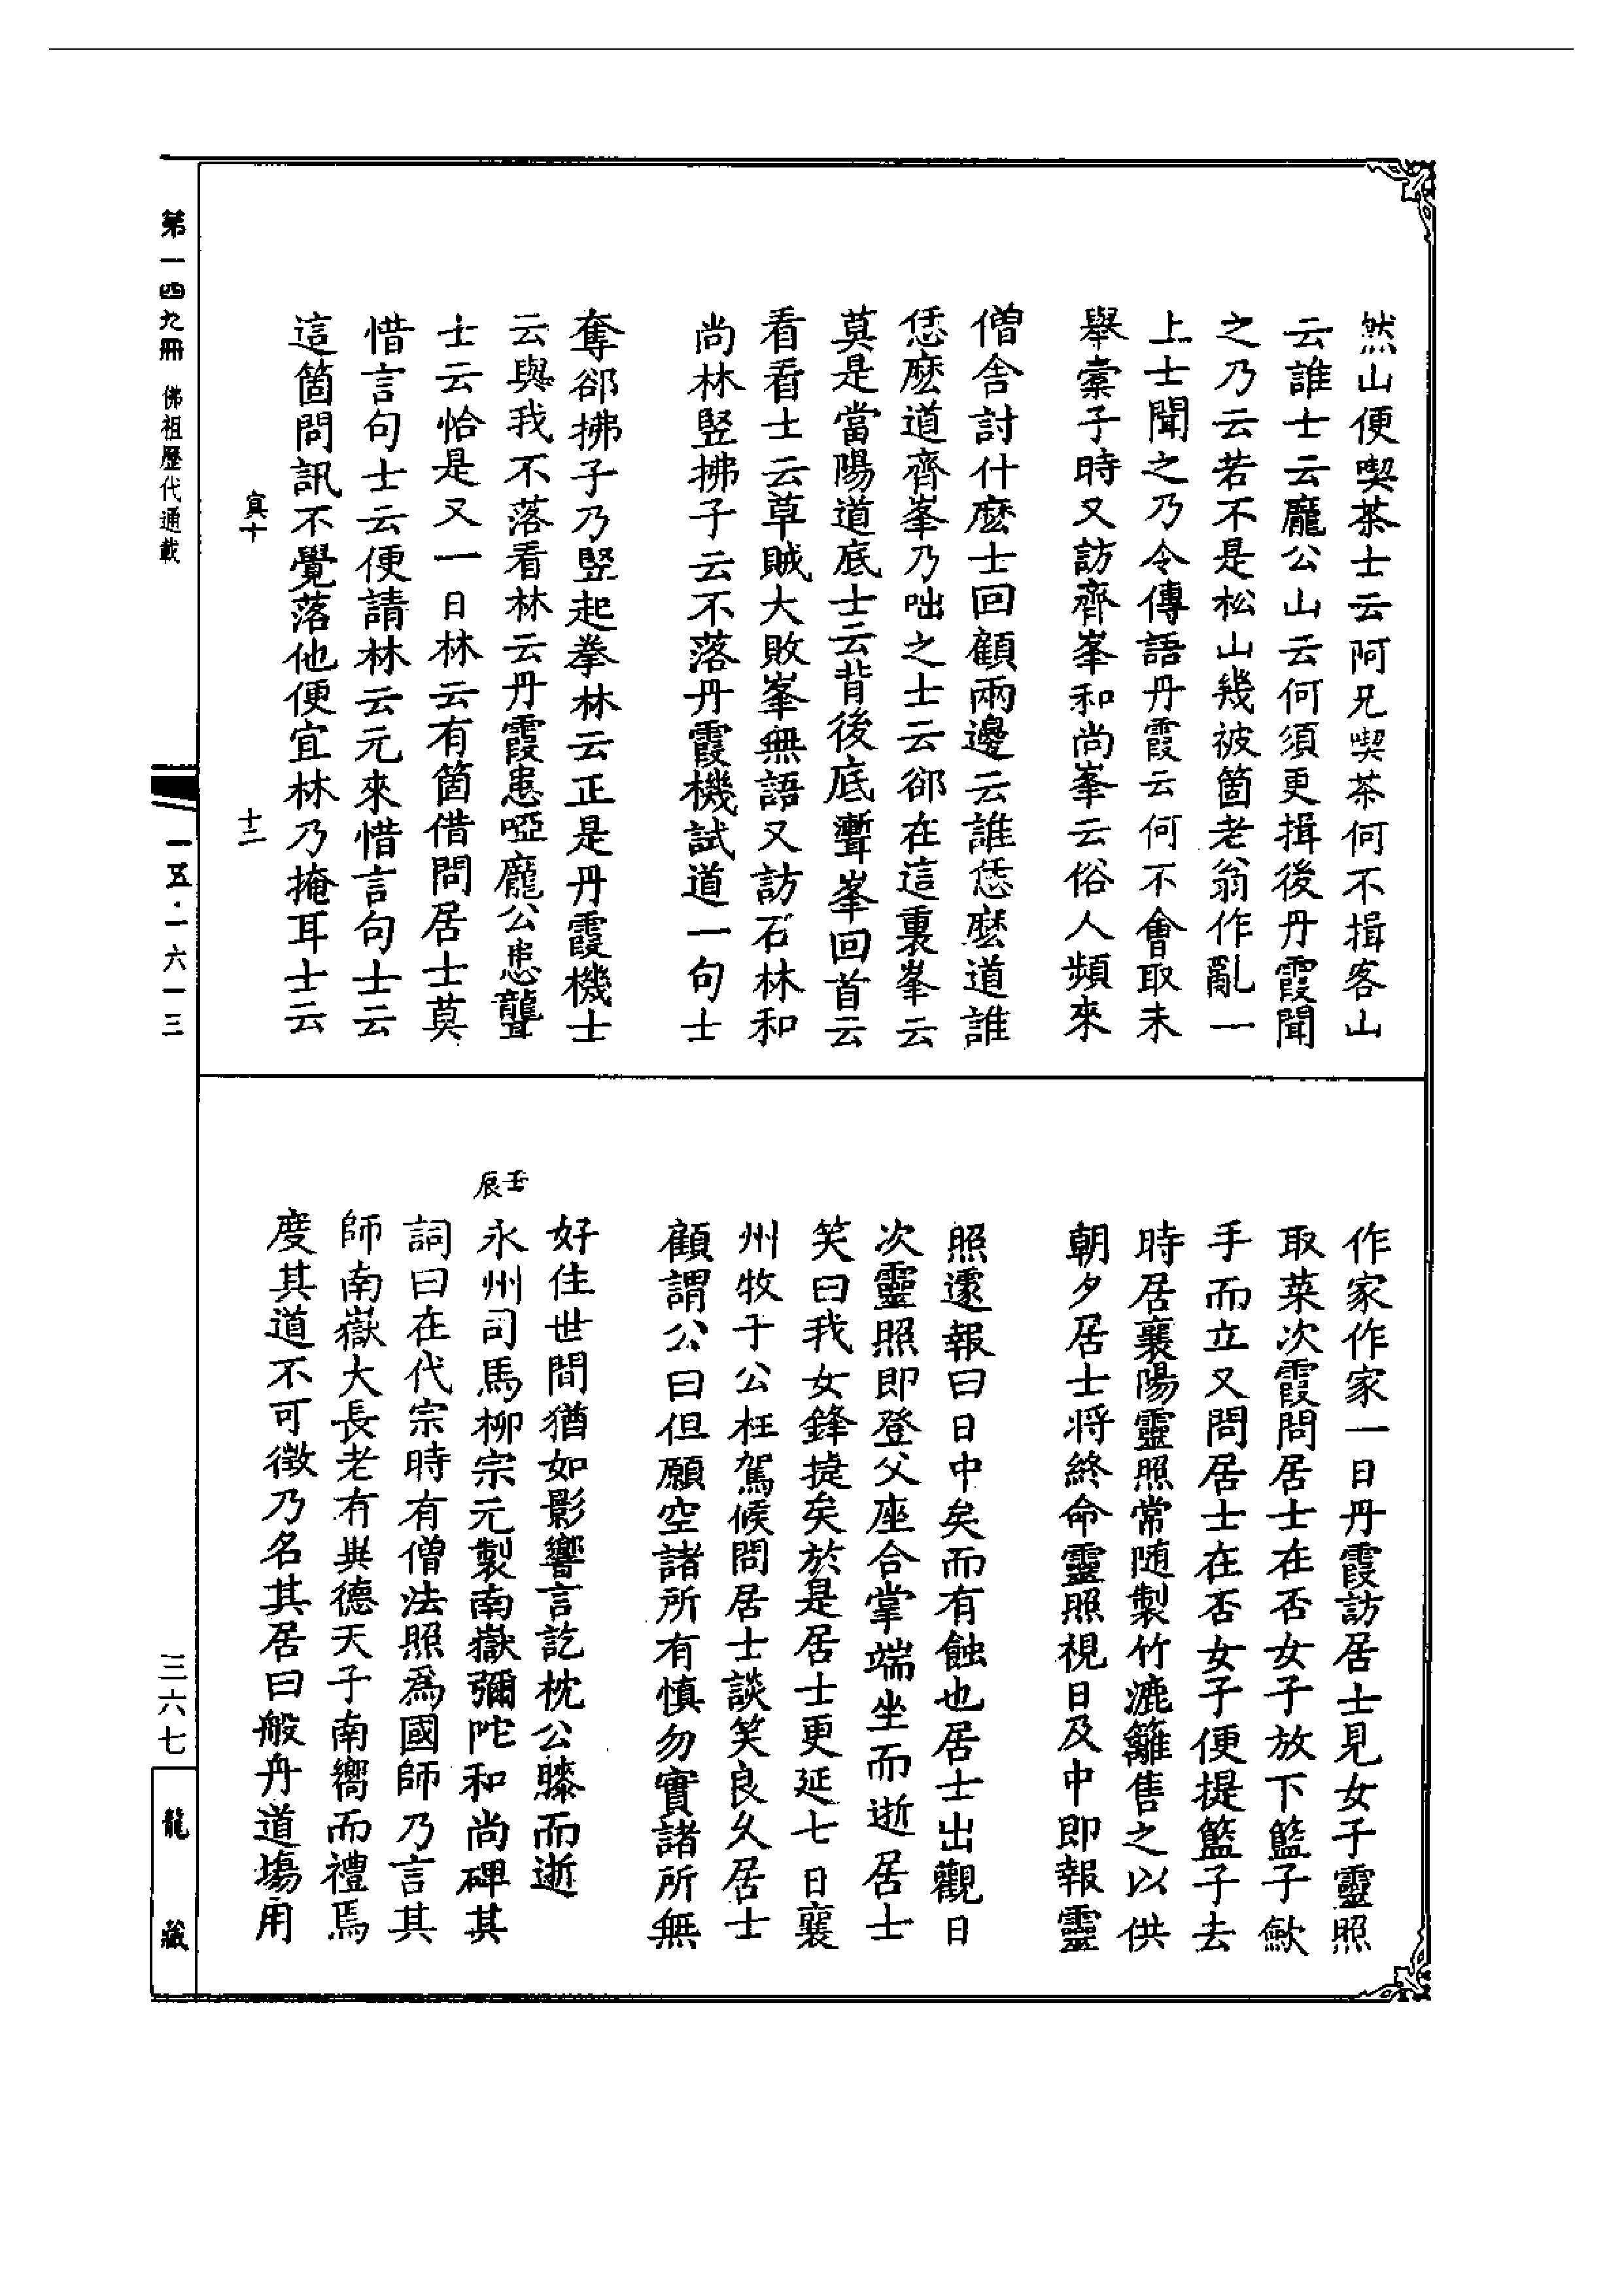 然山便喫茶士云阿兄喫茶何不揖客山
云誰士云龐公山云何須更揖後丹霞聞
之乃云若不是松山幾被箇老翁作亂一
上士聞之乃令傳語丹霞云何不會取未
舉槖子時又訪齊峯和尚峯云俗人頻來
僧舍討什麽士回顧兩邊云誰恁麽道誰
恁麽道齊峯乃咄之士云郤在這裏峯云
莫是當陽道底士云背後底聻峯回首云
看看士云草賊大敗峯無語又訪石林和
尚林竪拂子云不落丹霞機試道一句士
奪郤拂子乃竪起拳林云正是丹霞機士
云與我不落看林云丹霞患啞龐公患聾
士云恰是又一日林云有箇借問居士莫
惜言句士云便請林云元來惜言句士云
這箇問訊不覺落他便宜林乃掩耳士云
作家作家一日丹霞訪居士見女子靈照
取菜次霞問居士在否女子放下籃子歛
手而立又問居士在否女子便提籃子去
時居襄陽靈照常随製竹漉籬售之以供
朝夕居士将終命靈照視日及中即報靈
照遽報曰日中矣而有蝕也居士出觀日
次靈照即登父座合掌端坐而逝居士
笑曰我女鋒捷矣於是居士更延七日襄
州牧于公枉駕候問居士談笑良久居士
顧謂公曰但願空諸所有慎勿實諸所無
好住世間猶如影響言訖枕公膝而逝
壬辰
永州司馬柳宗元製南嶽彌陀和尚碑其
詞曰在代宗時有僧法照為國師乃言其
師南嶽大長老有異德天子南嚮而禮焉
度其道不可徴乃名其居曰般舟道場用
寘十
十二
第一四九冊 佛祖歷代通載
一五·一六一三
三六七
龍藏